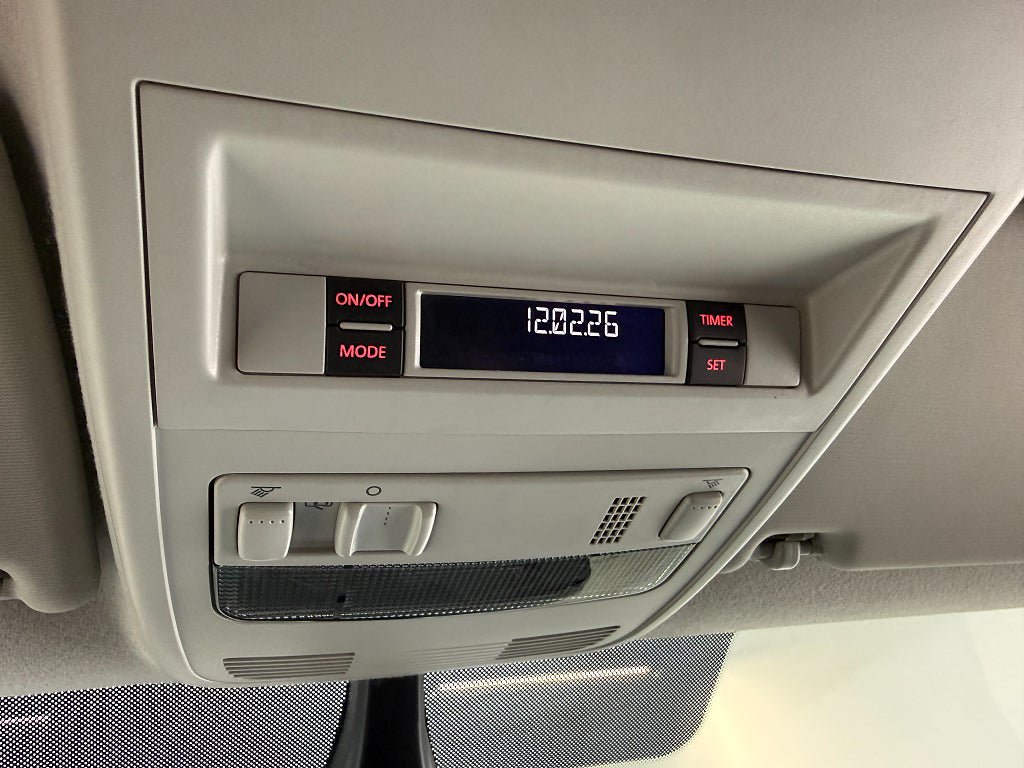 ON/OFF
12.02.26
TIMER
MODE
SET